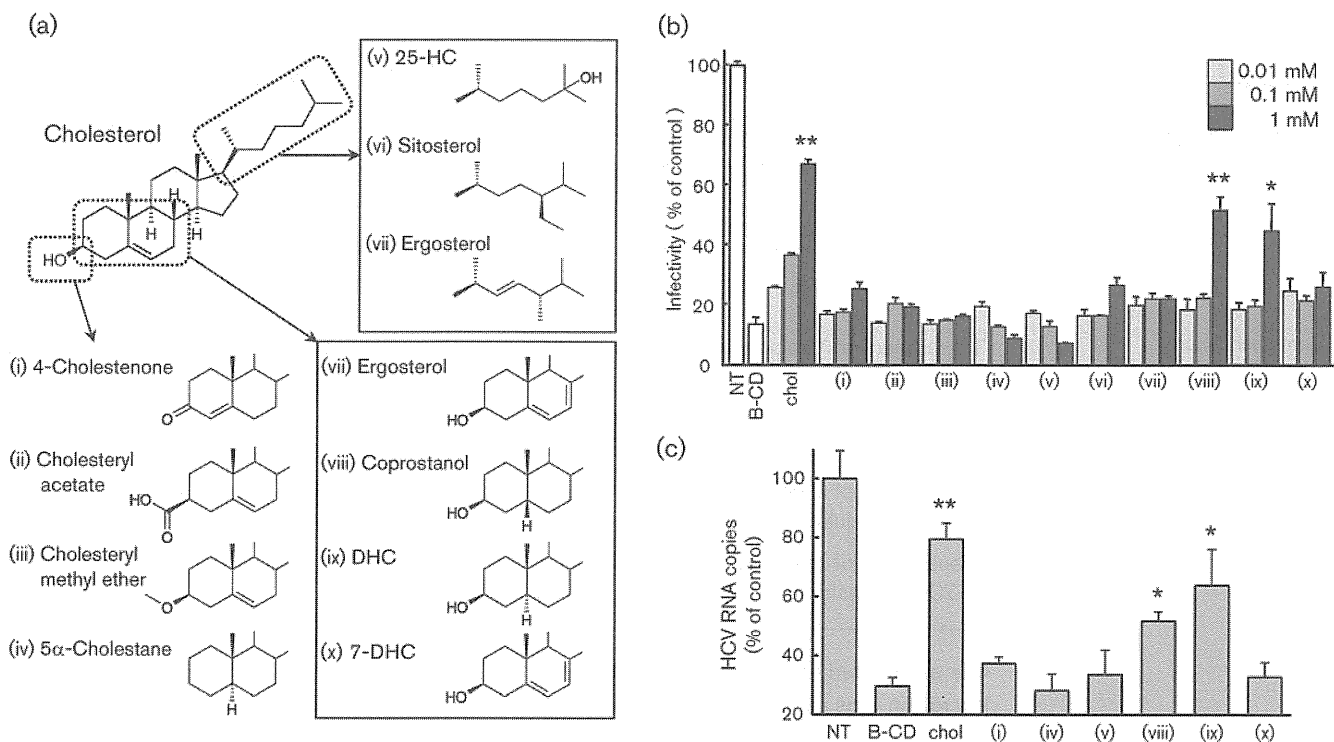 (a)
Cholesterol
HO
H
H
H
(v) 25-HC
OH
(vi) Sitosterol
(vii) Ergosterol
(i) 4-Cholestenone
O
(ii) Cholesteryl
acetate
HO
O
(iii) Cholesteryl
methyl ether
O
(iv) 5α-Cholestane
H
(vii) Ergosterol
HO
(viii) Coprostanol
HO
H
(ix) DHC
HO
H
(x) 7-DHC
HO
(b)
Infectivity ( % of control)
100
80
60
40
20
0
**
**
*
0.01 mM
0.1 mM
1 mM
NT
B-CD
chol
(i)
(ii)
(iii)
(iv)
(v)
(vi)
(vii)
(viii)
(ix)
(x)
(c)
HCV RNA copies
(% of control)
100
80
60
40
20
**
*
*
NT
B-CD
chol
(i)
(iv)
(v)
(viii)
(ix)
(x)